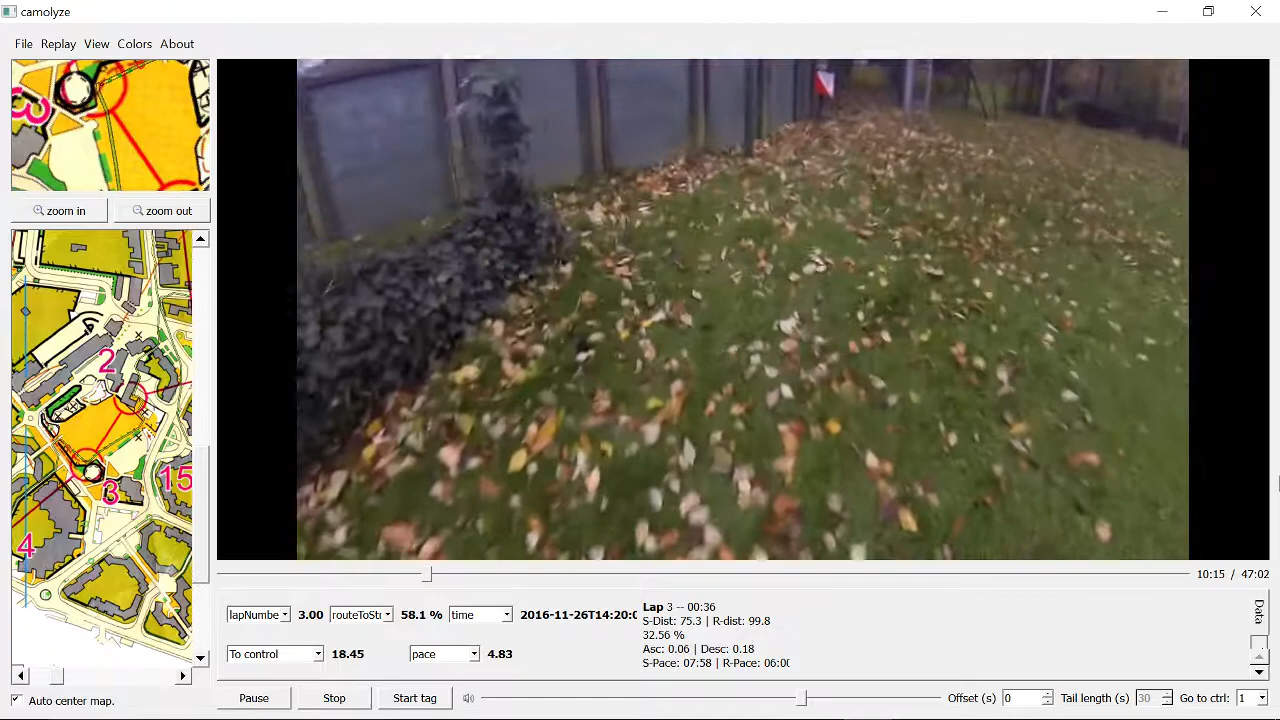 camolyze
File Replay View Colors About
3
zoom in zoom out
2
3
15
4
10:15 / 47:02
lapNumbe 3.00 routeToStr 58.1 % time 2016-11-26T14:20:0
To control 18.45 pace 4.83
Lap 3 -- 00:36
S-Dist: 75.3 | R-dist: 99.8
32.56 %
Asc: 0.06 | Desc: 0.18
S-Pace: 07:58 | R-Pace: 06:00
Data
Auto center map.
Pause Stop Start tag
Offset (s) 0 Tail length (s) 30 Go to ctrl: 1